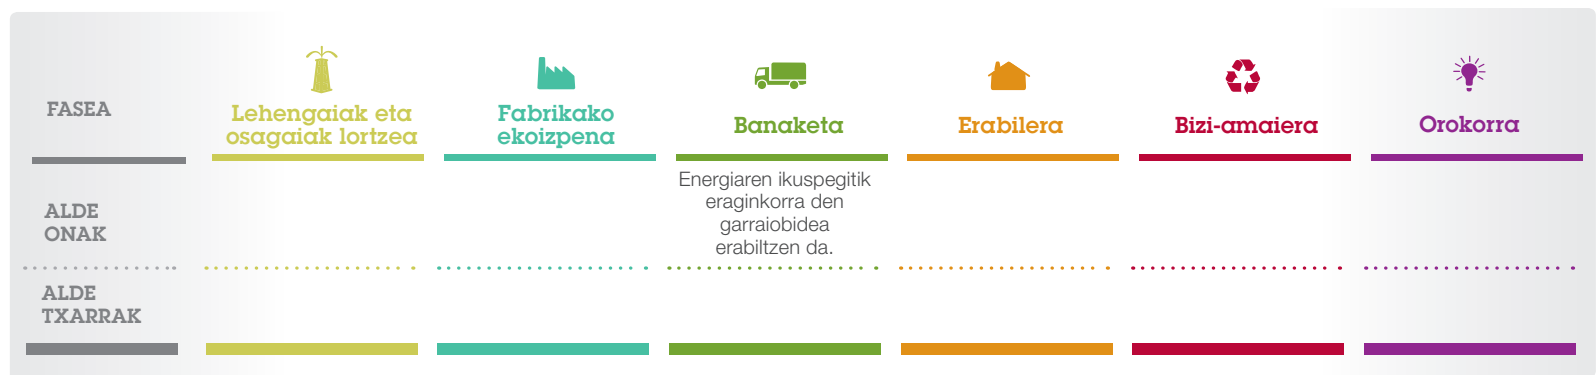 FASEA
Lehengaiak eta
osagaiak lortzea
Fabrikako
ekoizpena
Banaketa
Erabilera
Bizi-amaiera
Orokorra
ALDE
ONAK
Energiaren ikuspegitik
eraginkorra den
garraiobidea
erabiltzen da.
ALDE
TXARRAK